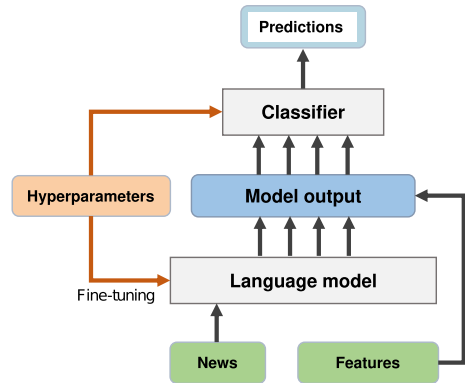 Predictions
Classifier
Hyperparameters
Model output
Language model
Fine-tuning
News
Features